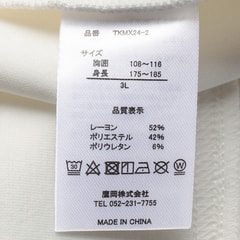 品番 TKMX24-2
サイズ
胸囲 108～116
身長 175～185
3L
品質表示
レーヨン 52%
ポリエステル 42%
ポリウレタン 6%
鷹岡株式会社
TEL 052-231-7755
MADE IN CHINA